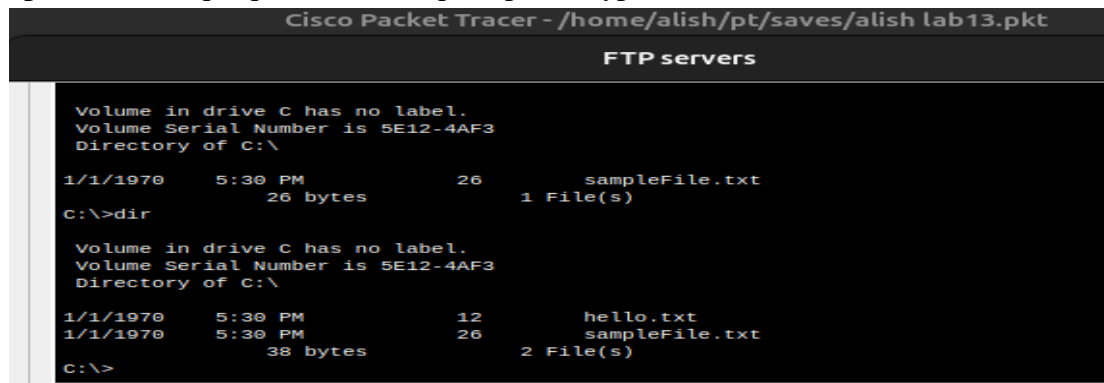 Cisco Packet Tracer - /home/alish/pt/saves/alish lab13.pkt
FTP servers
Volume in drive C has no label.
Volume Serial Number is 5E12-4AF3
Directory of C:\
1/1/1970 5:30 PM 26 sampleFile.txt
26 bytes 1 File(s)
C:\>dir
Volume in drive C has no label.
Volume Serial Number is 5E12-4AF3
Directory of C:\
1/1/1970 5:30 PM 12 hello.txt
1/1/1970 5:30 PM 26 sampleFile.txt
38 bytes 2 File(s)
C:\>